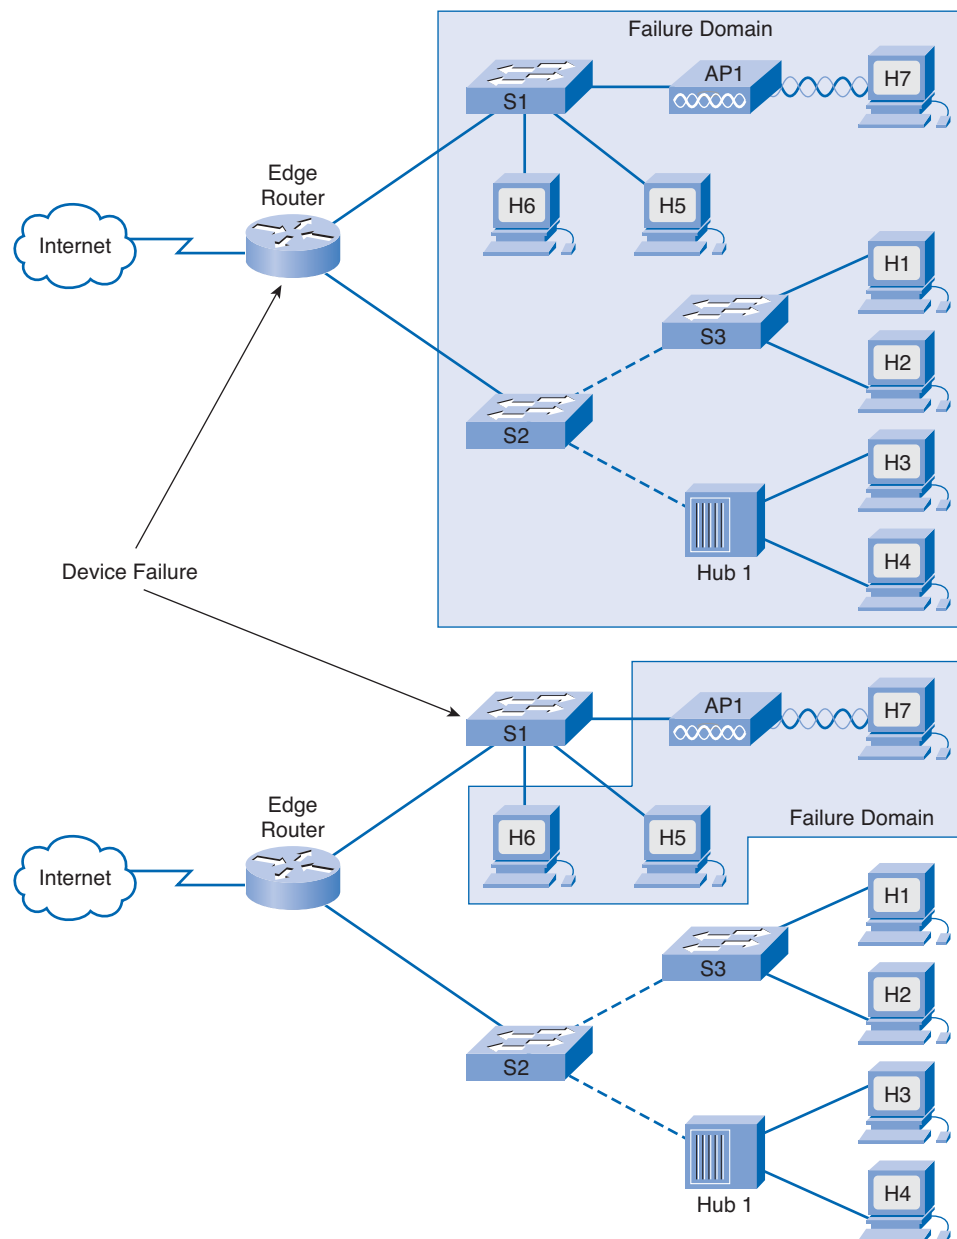 Failure Domain
AP1
H7
S1
Edge
Router
H6
H5
Internet
H1
S3
H2
S2
H3
H4
Hub 1
Device Failure
AP1
H7
S1
Edge
Router
H6
H5
Failure Domain
Internet
H1
S3
H2
S2
H3
H4
Hub 1